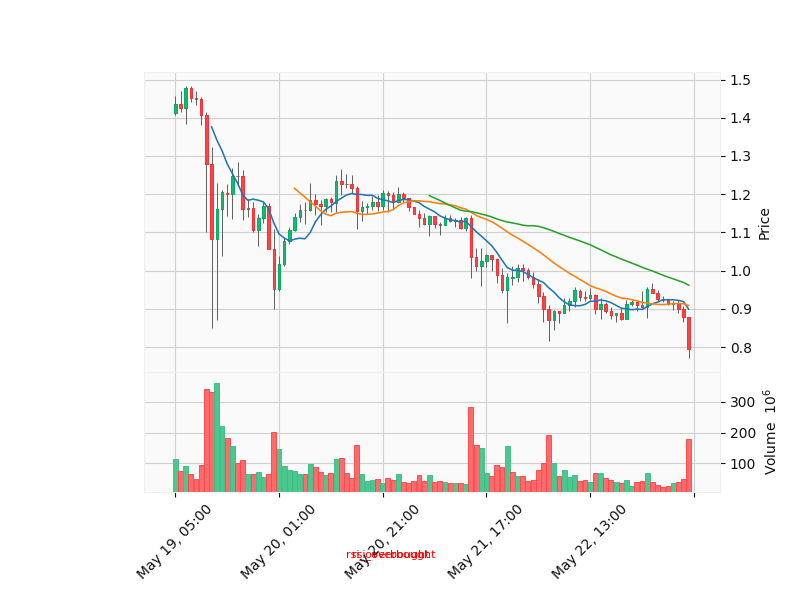 1.5
1.4
1.3
1.2
1.1
1.0
0.9
0.8
Price
300
200
100
Volume 10⁶
May 19, 05:00
May 20, 01:00
May 20, 21:00
May 21, 17:00
May 22, 13:00